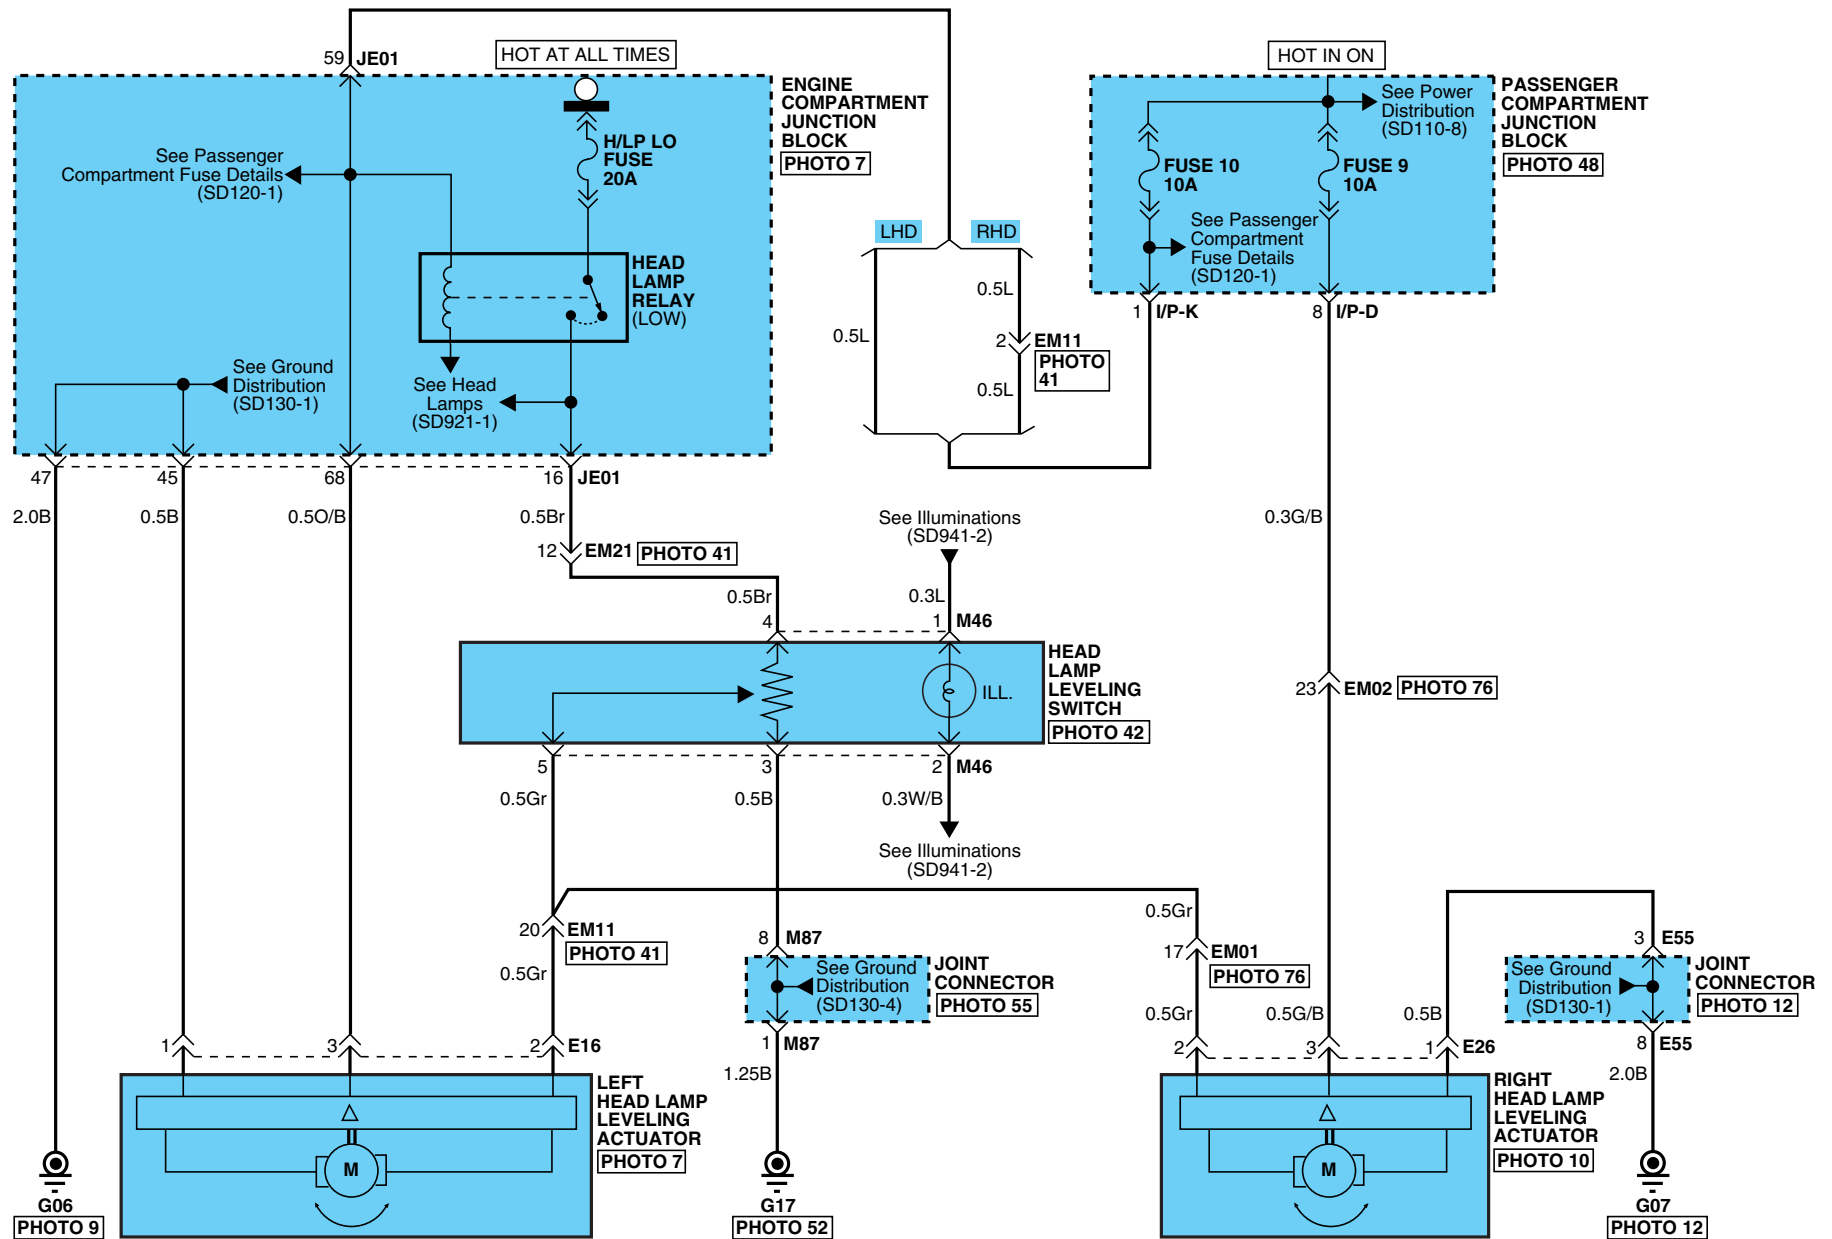 59 JE01
HOT AT ALL TIMES
HOT IN ON
ENGINE
COMPARTMENT
JUNCTION
BLOCK
PHOTO 7
See Passenger
Compartment Fuse Details
(SD120-1)
H/LP LO
FUSE
20A
HEAD
LAMP
RELAY
(LOW)
See Ground
Distribution
(SD130-1)
See Head
Lamps
(SD921-1)
PASSENGER
COMPARTMENT
JUNCTION
BLOCK
PHOTO 48
See Power
Distribution
(SD110-8)
FUSE 10
10A
FUSE 9
10A
See Passenger
Compartment
Fuse Details
(SD120-1)
1 I/P-K
8 I/P-D
LHD
RHD
0.5L
0.5L
2 EM11
PHOTO
41
0.5L
47
45
68
16 JE01
2.0B
0.5B
0.5O/B
0.5Br
12 EM21 PHOTO 41
See Illuminations
(SD941-2)
0.3G/B
0.5Br
0.3L
4
1 M46
HEAD
LAMP
LEVELING
SWITCH
PHOTO 42
ILL.
23 EM02 PHOTO 76
5
3
2 M46
0.5Gr
0.5B
0.3W/B
See Illuminations
(SD941-2)
20 EM11
PHOTO 41
0.5Gr
8 M87
See Ground
Distribution
(SD130-4)
JOINT
CONNECTOR
PHOTO 55
1 M87
1.25B
0.5Gr
17 EM01
PHOTO 76
0.5Gr
0.5G/B
0.5B
3 E55
See Ground
Distribution
(SD130-1)
JOINT
CONNECTOR
PHOTO 12
8 E55
2.0B
1
3
2 E16
2
3
1 E26
LEFT
HEAD LAMP
LEVELING
ACTUATOR
PHOTO 7
M
RIGHT
HEAD LAMP
LEVELING
ACTUATOR
PHOTO 10
M
G06
PHOTO 9
G17
PHOTO 52
G07
PHOTO 12